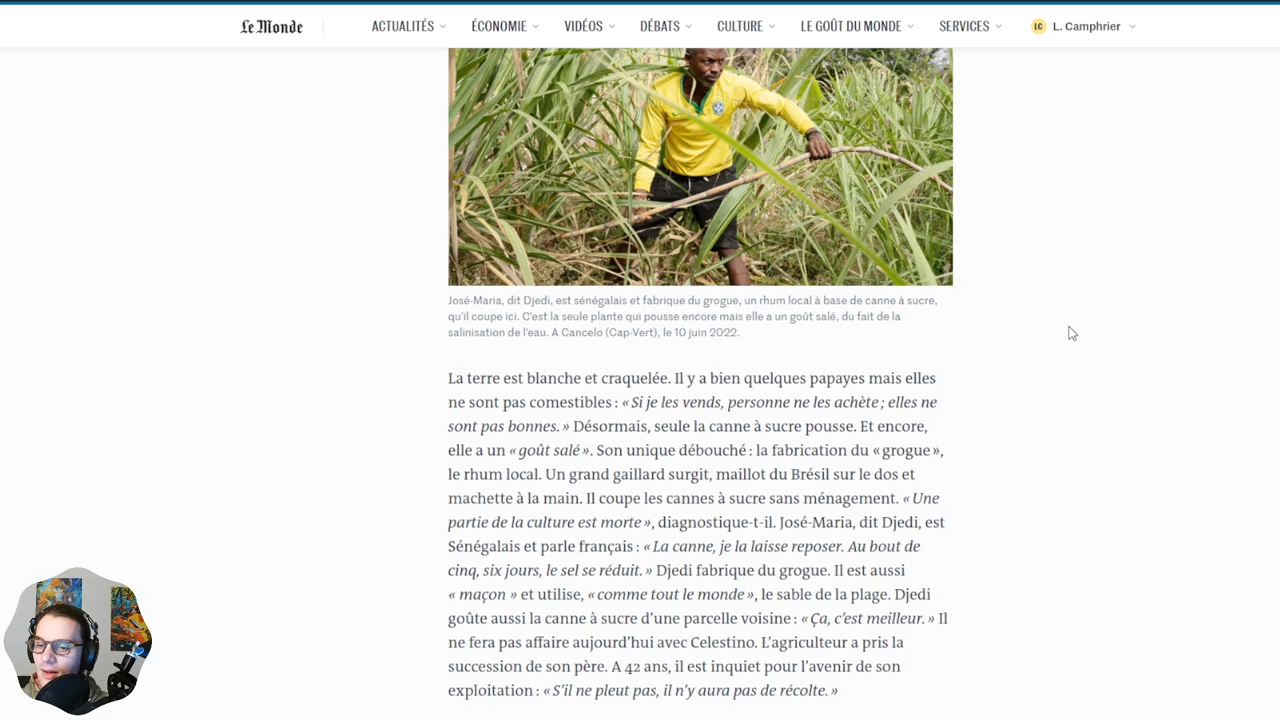 Le Monde
ACTUALITÉS
ÉCONOMIE
VIDÉOS
DÉBATS
CULTURE
LE GOÛT DU MONDE
SERVICES
LC
L. Camphrier
José-Maria, dit Djedi, est sénégalais et fabrique du grogue, un rhum local à base de canne à sucre,
qu'il coupe ici. C'est la seule plante qui pousse encore mais elle a un goût salé, du fait de la
salinisation de l'eau. A Cancelo (Cap-Vert), le 10 juin 2022.
La terre est blanche et craquelée. Il y a bien quelques papayes mais elles
ne sont pas comestibles : « Si je les vends, personne ne les achète ; elles ne
sont pas bonnes. » Désormais, seule la canne à sucre pousse. Et encore,
elle a un « goût salé ». Son unique débouché : la fabrication du « grogue »,
le rhum local. Un grand gaillard surgit, maillot du Brésil sur le dos et
machette à la main. Il coupe les cannes à sucre sans ménagement. « Une
partie de la culture est morte », diagnostique-t-il. José-Maria, dit Djedi, est
Sénégalais et parle français : « La canne, je la laisse reposer. Au bout de
cinq, six jours, le sel se réduit. » Djedi fabrique du grogue. Il est aussi
« maçon » et utilise, « comme tout le monde », le sable de la plage. Djedi
goûte aussi la canne à sucre d'une parcelle voisine : « Ça, c'est meilleur. » Il
ne fera pas affaire aujourd'hui avec Celestino. L'agriculteur a pris la
succession de son père. A 42 ans, il est inquiet pour l'avenir de son
exploitation : « S'il ne pleut pas, il n'y aura pas de récolte. »